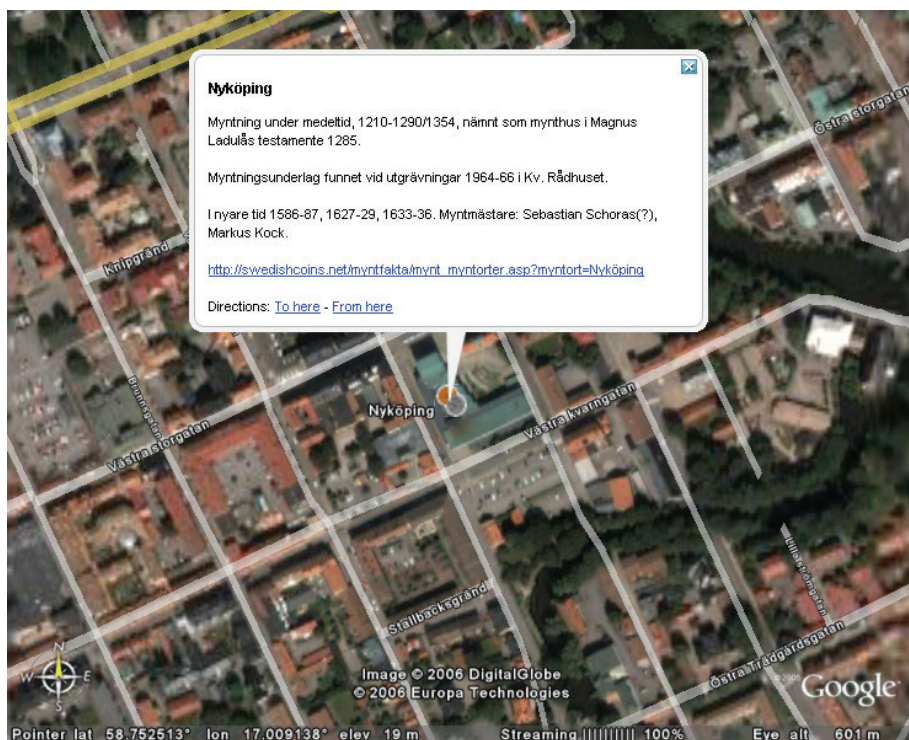 Nyköping
Myntning under medeltid, 1210-1290/1354, nämnt som mynthus i Magnus
Ladulås testamente 1285.
Myntningsunderlag funnet vid utgrävningar 1964-66 i Kv. Rådhuset.
I nyare tid 1586-87, 1627-29, 1633-36. Myntmästare: Sebastian Schoras(?),
Markus Kock.
http://swedishcoins.net/myntfakta/mynt_myntorter.asp?myntort=Nyköping
Directions: To here - From here
Östra storgatan
Knipgränd
Brunnsgatan
Västra storgatan
Nyköping
Västra kvarngatan
Lillaströmgatan
Stallbacksgränd
Östra Trädgårdsgatan
N
W E
S
Image © 2006 DigitalGlobe
© 2006 Europa Technologies
© 2006 Google
Pointer lat 58.752513° lon 17.009138° elev 19 m Streaming ||||||||| 100% Eye alt 601 m